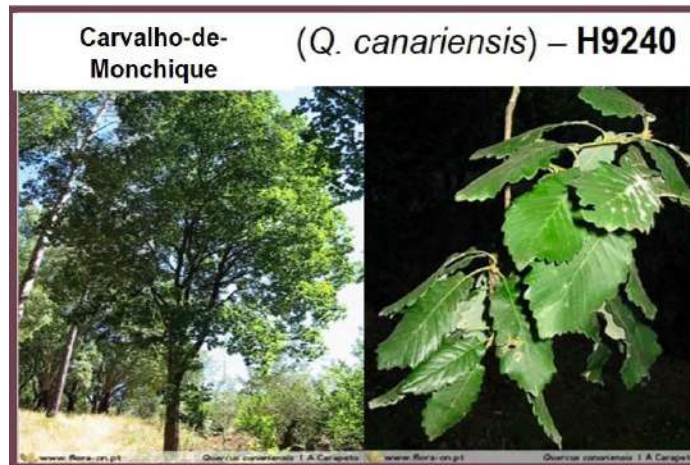 Carvalho-de-
Monchique
(Q. canariensis) – H9240
www.flora-on.pt
Quercus canariensis | A Carapeto
www.flora-on.pt
Quercus canariensis | A Carapeto